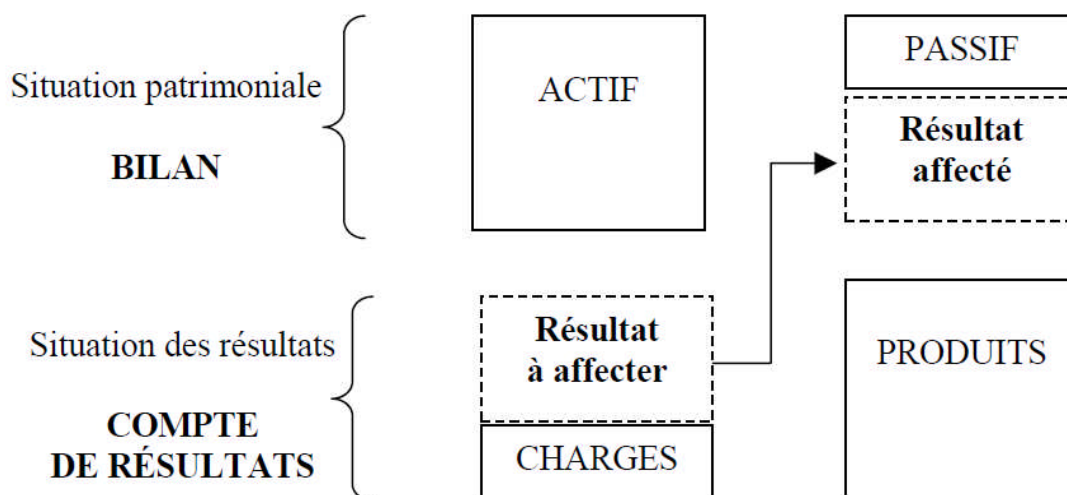 Situation patrimoniale
BILAN
ACTIF
PASSIF
Résultat
affecté
Situation des résultats
COMPTE
DE RÉSULTATS
Résultat
à affecter
CHARGES
PRODUITS